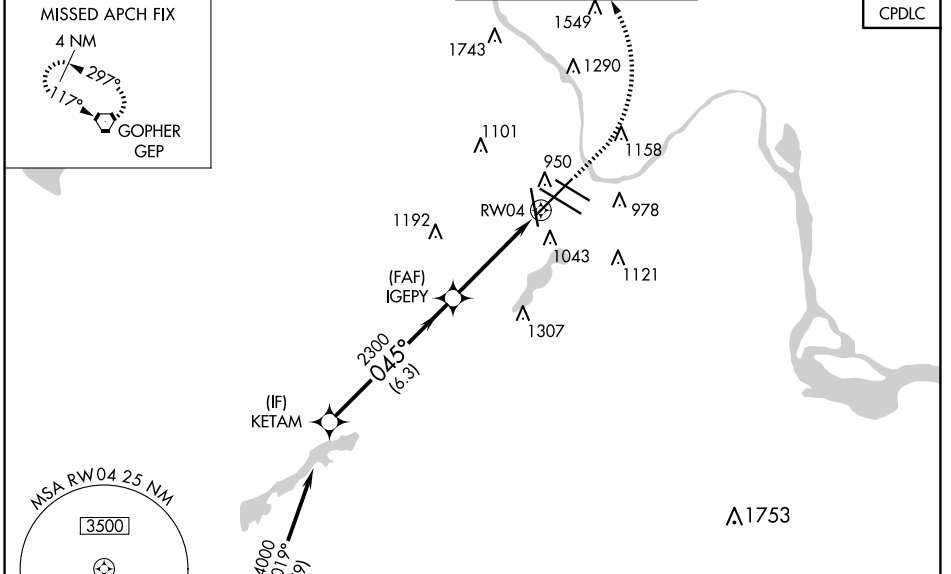 MISSED APCH FIX
4 NM
297°
117°
GOPHER
GEP
CPDLC
1549
1743
1290
1101
1158
950
RW04
978
1192
1043
1121
(FAF)
IGEPY
1307
2300
045°
(6.3)
(IF)
KETAM
MSA RW04 25 NM
3500
1753
4000
019°